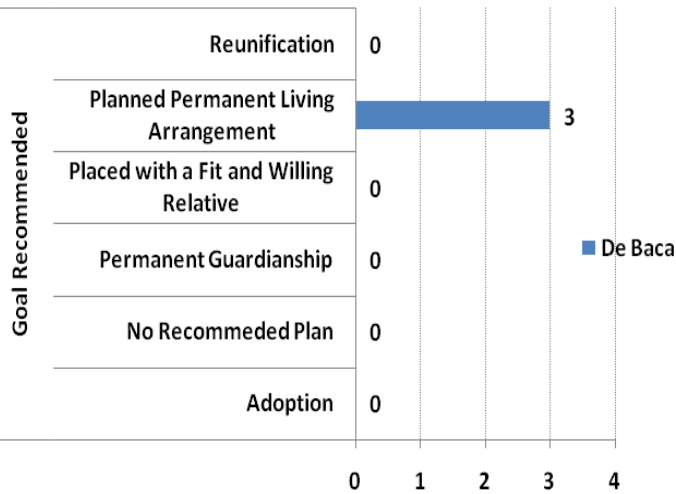 Reunification 0
Planned Permanent Living
Arrangement 3
Placed with a Fit and Willing
Relative 0
Permanent Guardianship 0
No Recommeded Plan 0
Adoption 0
Goal Recommended
De Baca
0 1 2 3 4